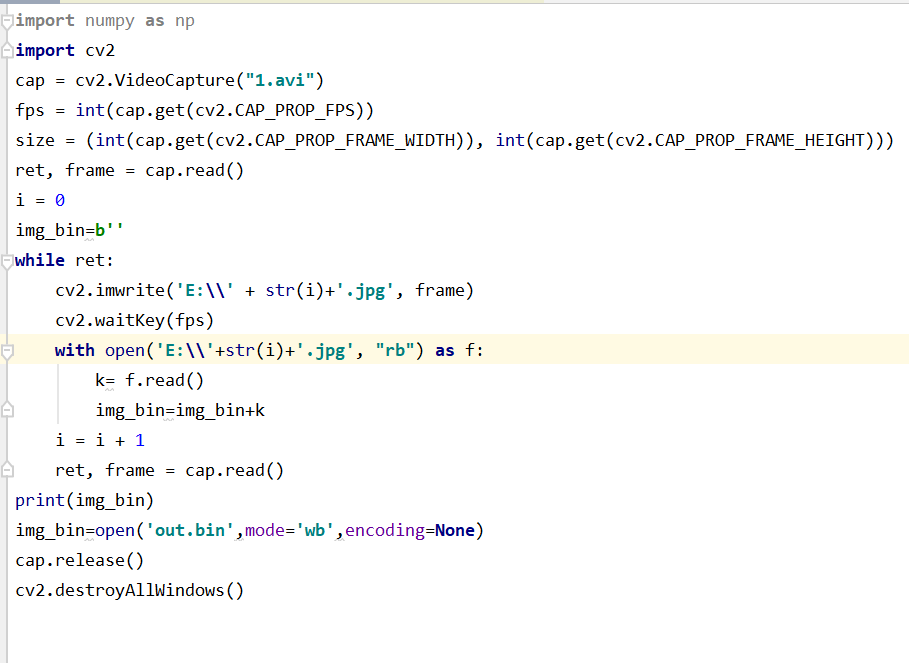 import numpy as np
import cv2
cap = cv2.VideoCapture("1.avi")
fps = int(cap.get(cv2.CAP_PROP_FPS))
size = (int(cap.get(cv2.CAP_PROP_FRAME_WIDTH)), int(cap.get(cv2.CAP_PROP_FRAME_HEIGHT)))
ret, frame = cap.read()
i = 0
img_bin=b''
while ret:
    cv2.imwrite('E:\\' + str(i)+'.jpg', frame)
    cv2.waitKey(fps)
    with open('E:\\'+str(i)+'.jpg', "rb") as f:
        k= f.read()
        img_bin=img_bin+k
    i = i + 1
    ret, frame = cap.read()
print(img_bin)
img_bin=open('out.bin',mode='wb',encoding=None)
cap.release()
cv2.destroyAllWindows()